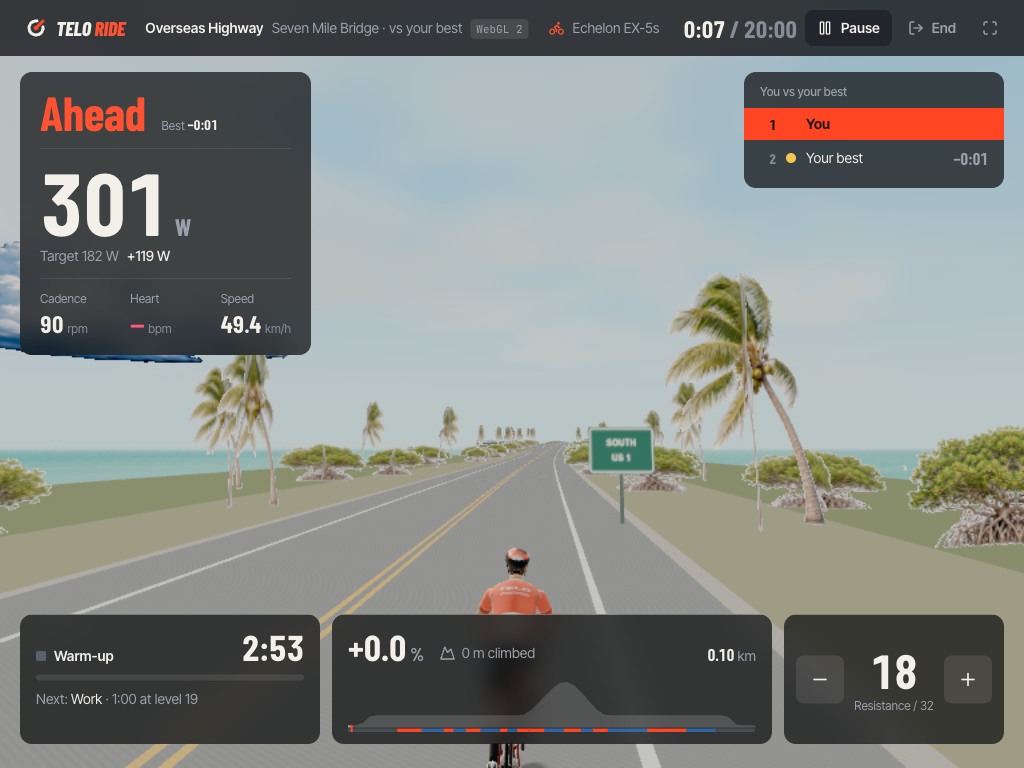 TELO RIDE
Overseas Highway Seven Mile Bridge · vs your best WebGL 2
Echelon EX-5s
0:07 / 20:00
Pause
End
Ahead Best −0:01
301 W
Target 182 W +119 W
Cadence Heart Speed
90 rpm – bpm 49.4 km/h
You vs your best
1 You
2 Your best −0:01
SOUTH
US 1
TELO
Warm-up 2:53
Next: Work · 1:00 at level 19
+0.0 % 0 m climbed 0.10 km
− 18 +
Resistance / 32